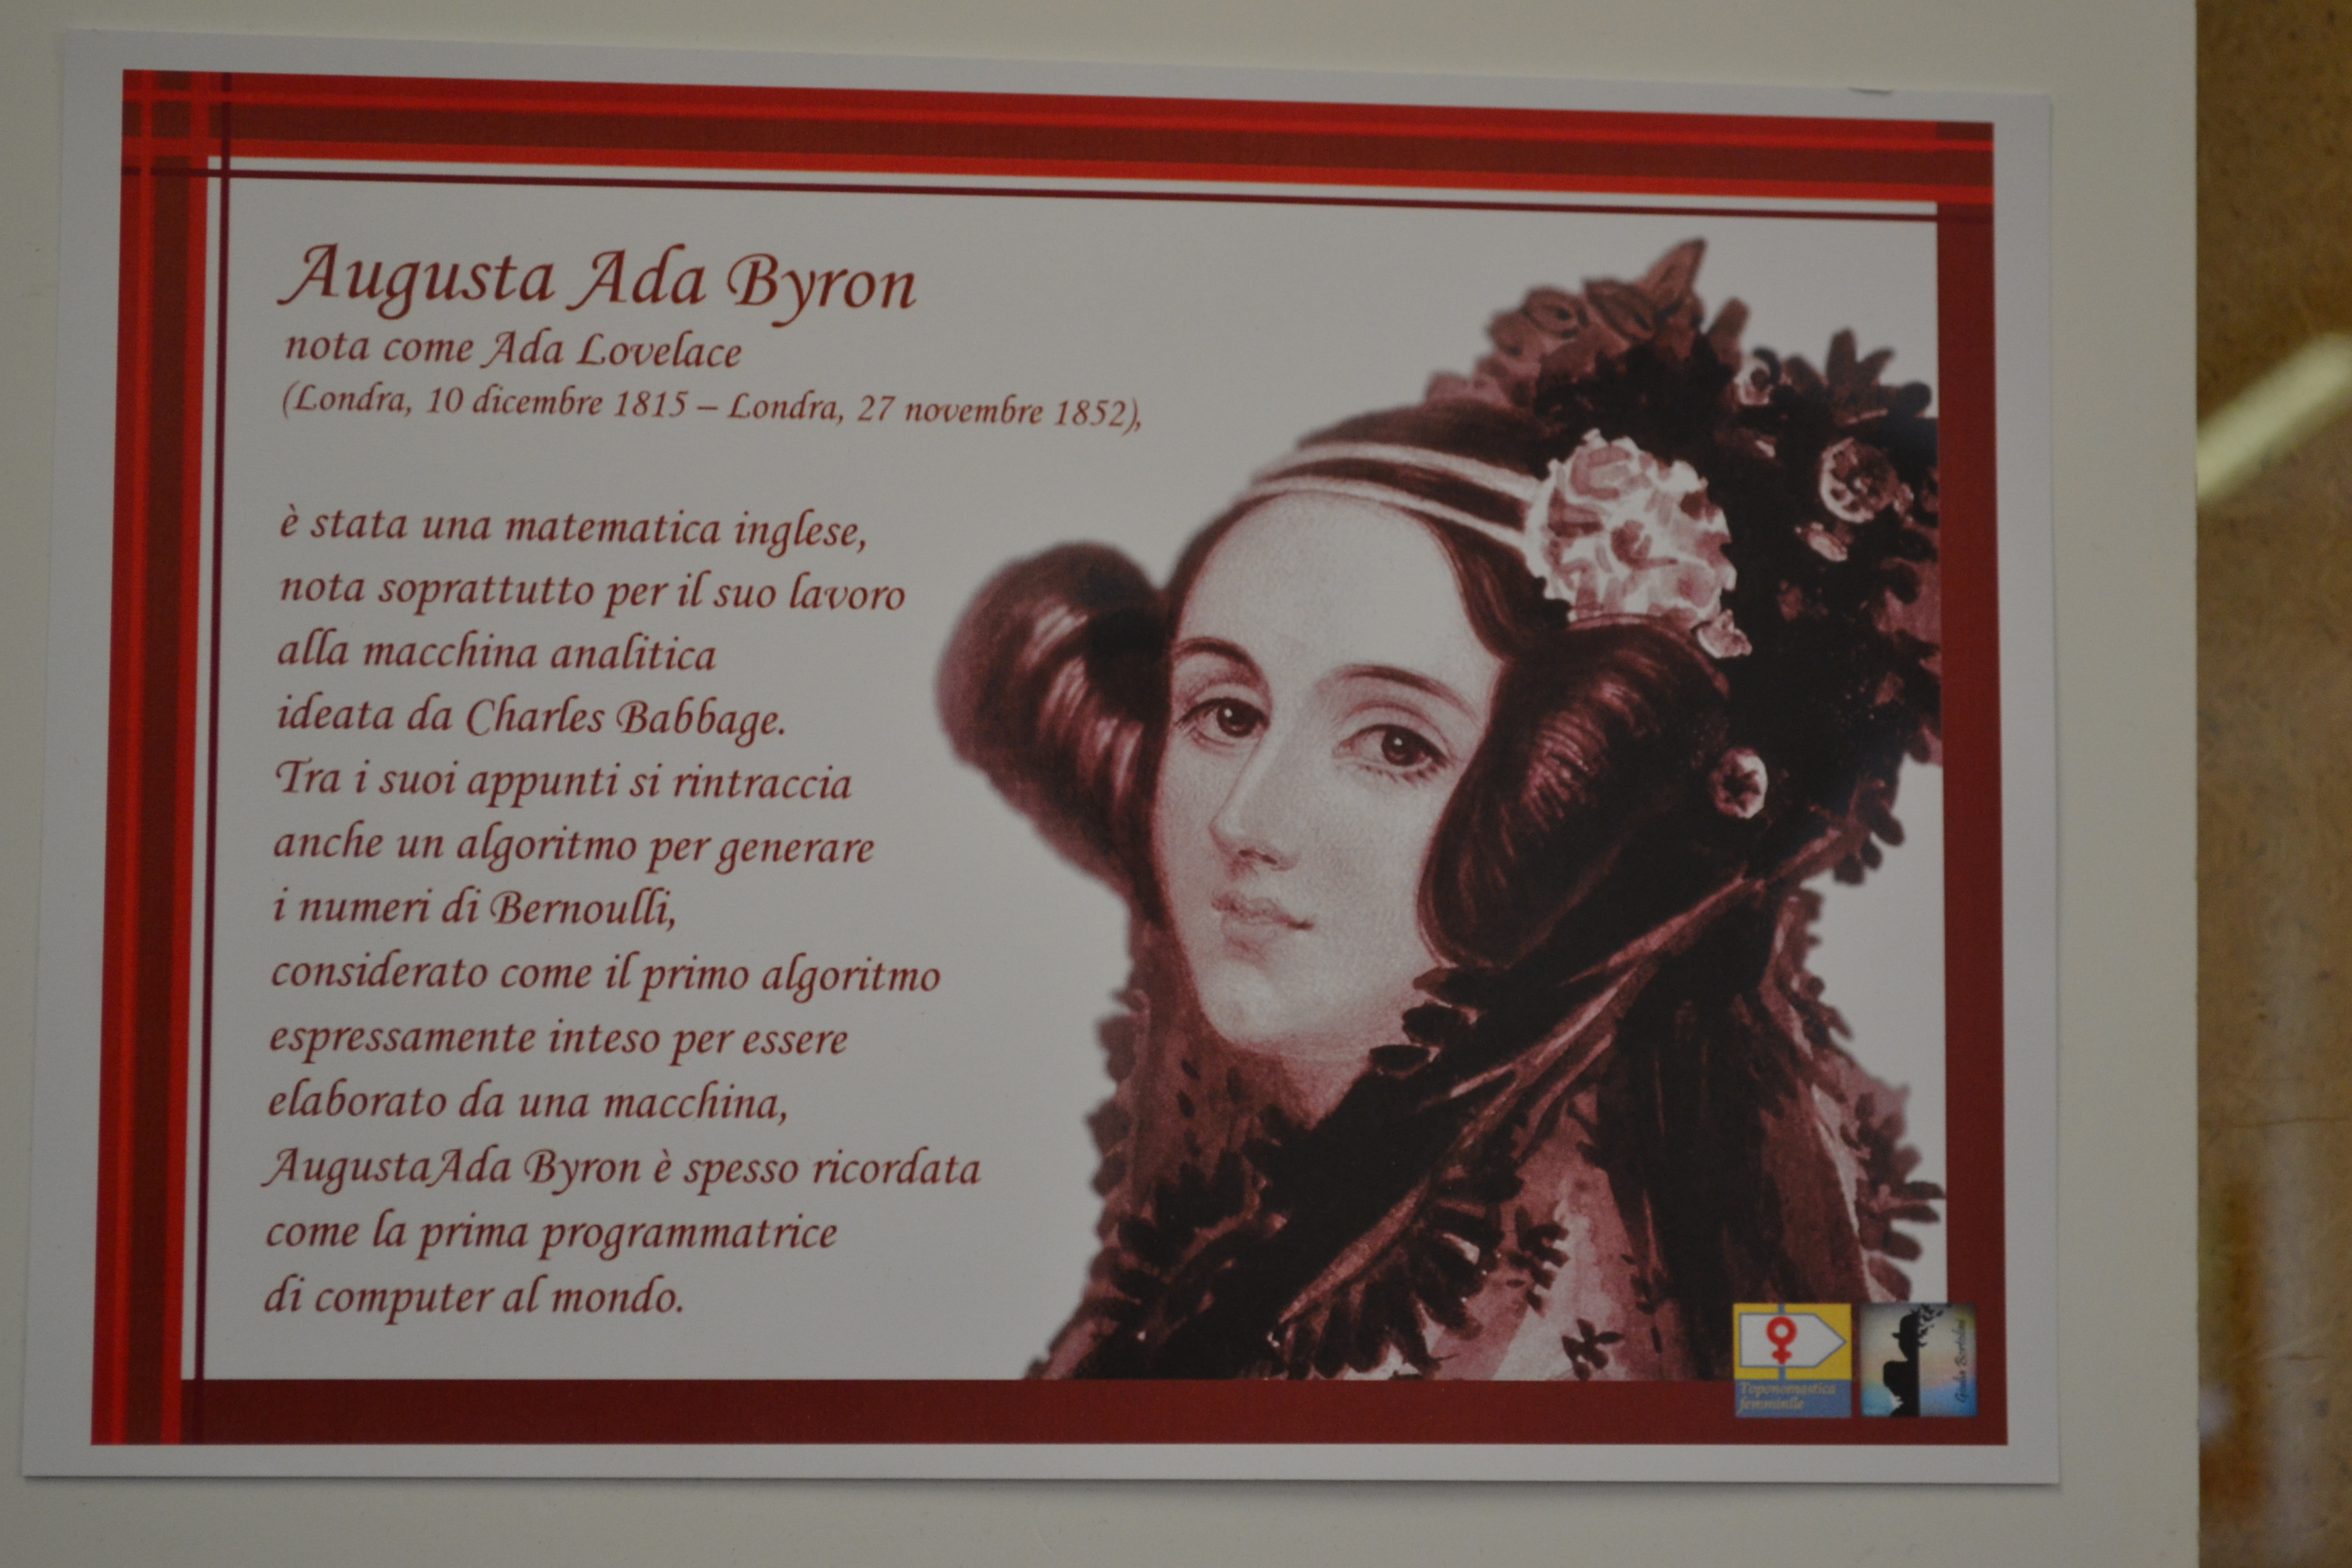 Augusta Ada Byron
nota come Ada Lovelace
(Londra, 10 dicembre 1815 – Londra, 27 novembre 1852),
è stata una matematica inglese,
nota soprattutto per il suo lavoro
alla macchina analitica
ideata da Charles Babbage.
Tra i suoi appunti si rintraccia
anche un algoritmo per generare
i numeri di Bernoulli,
considerato come il primo algoritmo
espressamente inteso per essere
elaborato da una macchina,
AugustaAda Byron è spesso ricordata
come la prima programmatrice
di computer al mondo.
Toponomastica
femminile